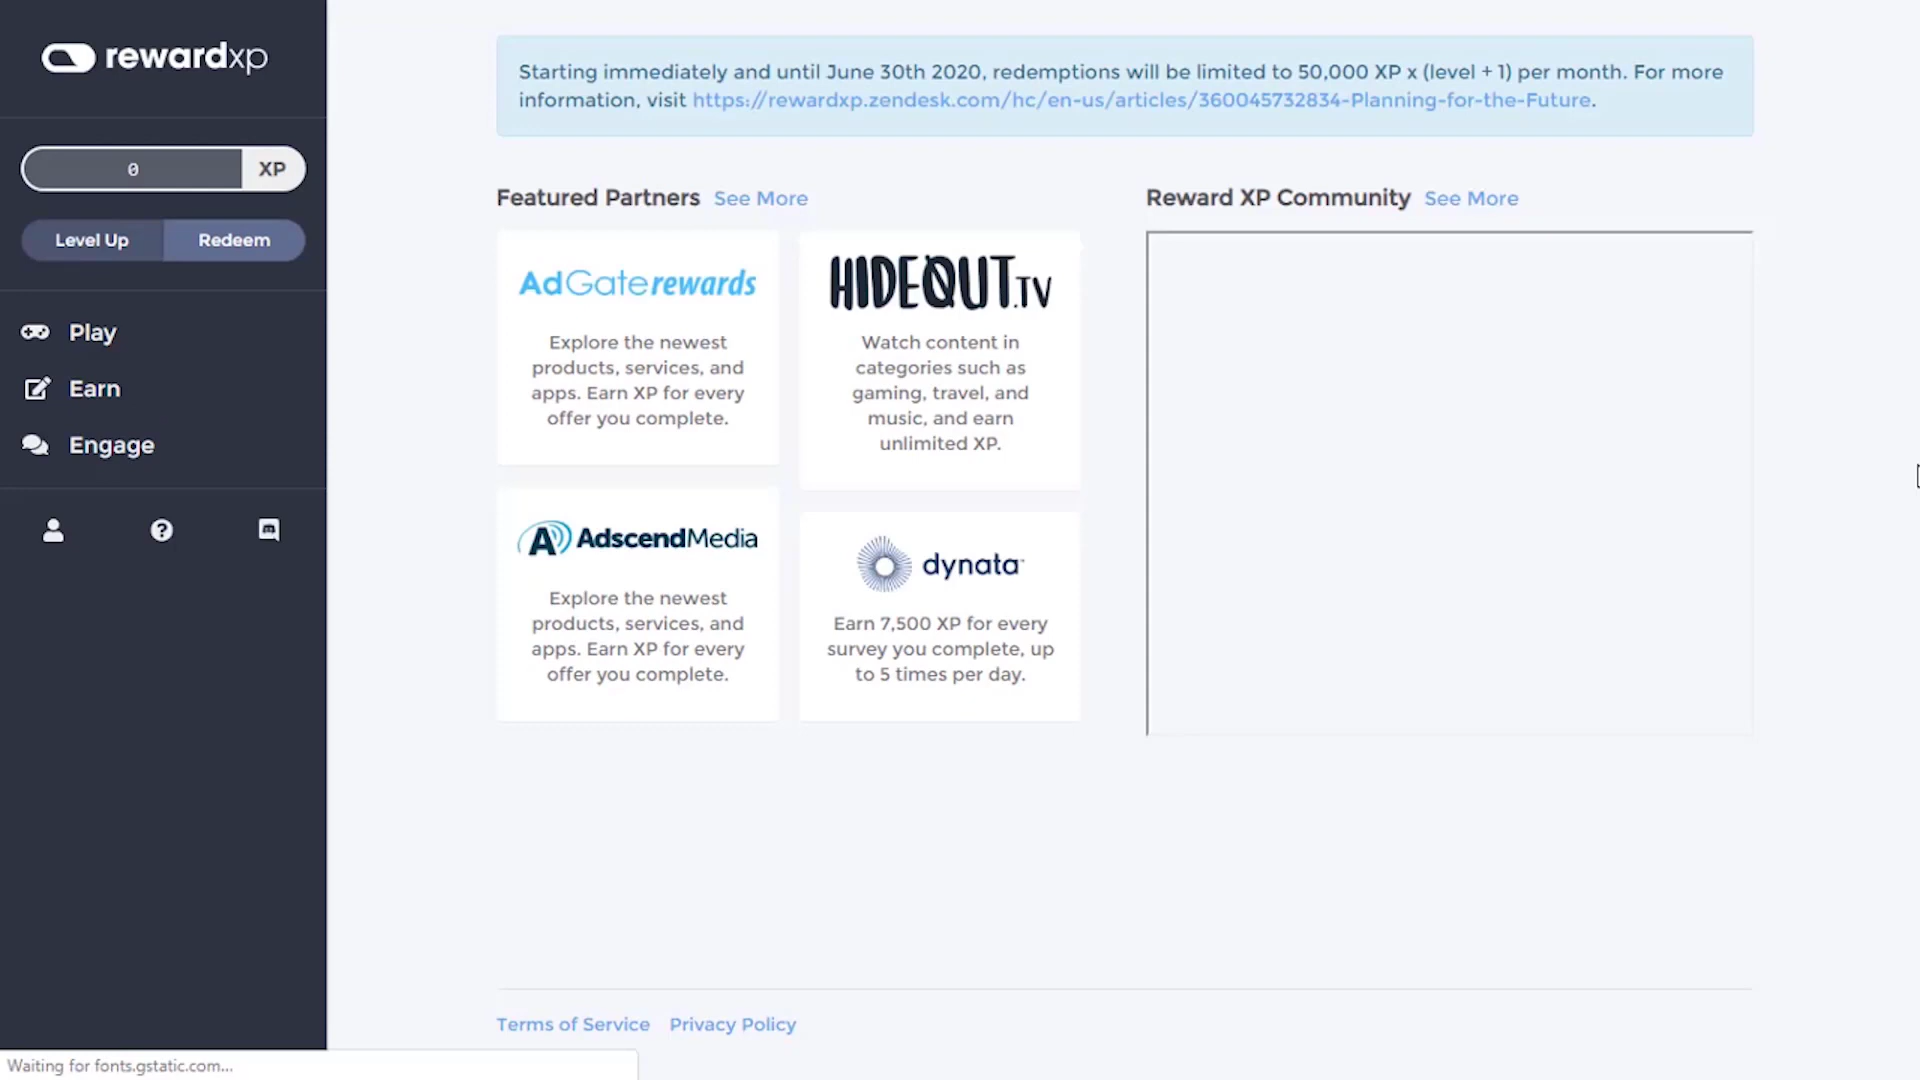 rewardxp
0 XP
Level Up Redeem
Play
Earn
Engage
Starting immediately and until June 30th 2020, redemptions will be limited to 50,000 XP x (level + 1) per month. For more
information, visit https://rewardxp.zendesk.com/hc/en-us/articles/360045732834-Planning-for-the-Future.
Featured Partners See More
AdGate rewards
Explore the newest
products, services, and
apps. Earn XP for every
offer you complete.
HIDEOUT.TV
Watch content in
categories such as
gaming, travel, and
music, and earn
unlimited XP.
AdscendMedia
Explore the newest
products, services, and
apps. Earn XP for every
offer you complete.
dynata
Earn 7,500 XP for every
survey you complete, up
to 5 times per day.
Reward XP Community See More
Terms of Service Privacy Policy
Waiting for fonts.gstatic.com...